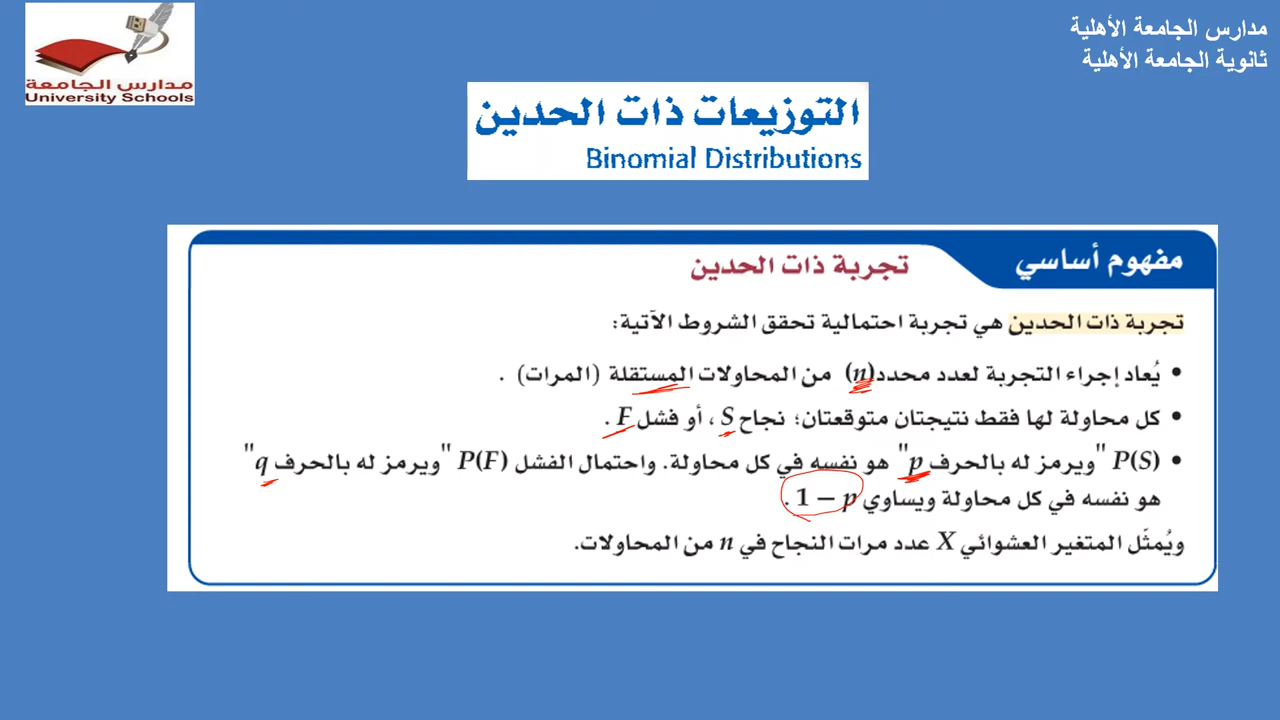 مدارس الجامعة
University Schools
مدارس الجامعة الأهلية
ثانوية الجامعة الأهلية
التوزيعات ذات الحدين
Binomial Distributions
مفهوم أساسي
تجربة ذات الحدين
تجربة ذات الحدين هي تجربة احتمالية تحقق الشروط الآتية:
• يُعاد إجراء التجربة لعدد محدد (n) من المحاولات المستقلة (المرات) .
• كل محاولة لها فقط نتيجتان متوقعتان؛ نجاح S ، أو فشل F .
• P(S) "ويرمز له بالحرف p" هو نفسه في كل محاولة. واحتمال الفشل P(F) "ويرمز له بالحرف q"
هو نفسه في كل محاولة ويساوي 1 − p .
ويُمثّل المتغير العشوائي X عدد مرات النجاح في n من المحاولات.